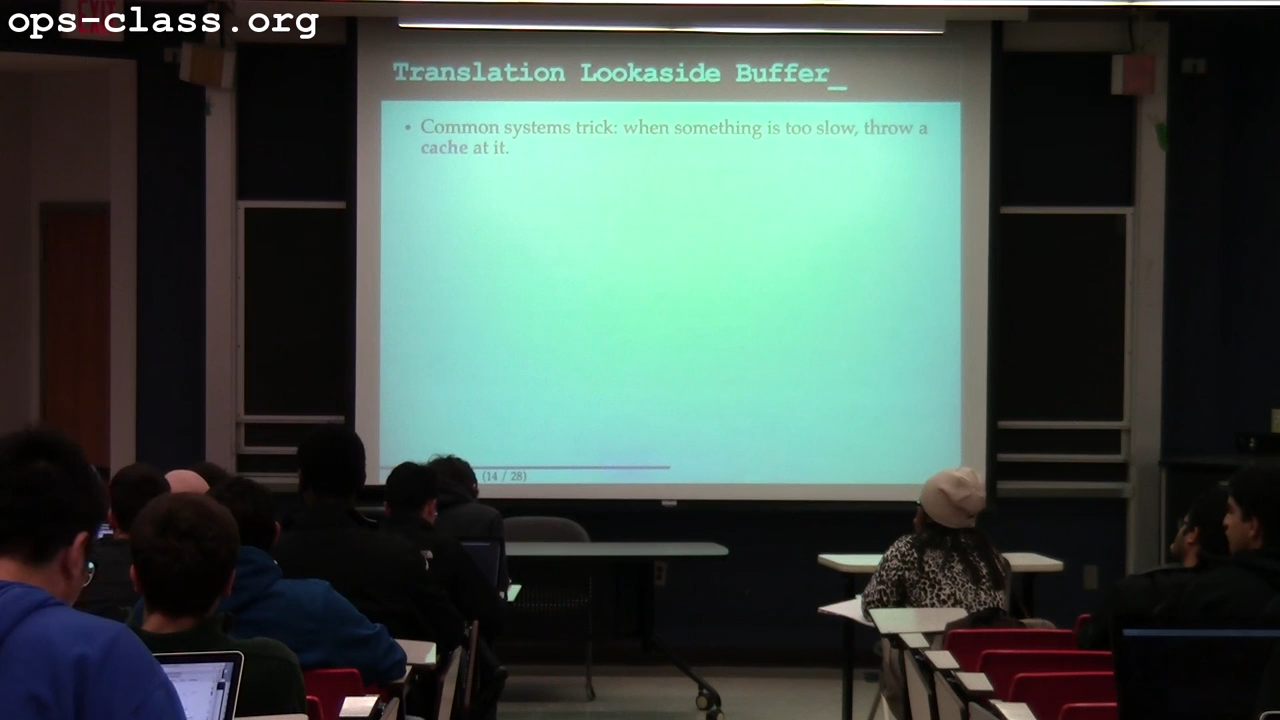 ops-class.org
EXIT
Translation Lookaside Buffer_
• Common systems trick: when something is too slow, throw a
cache at it.
(14 / 28)